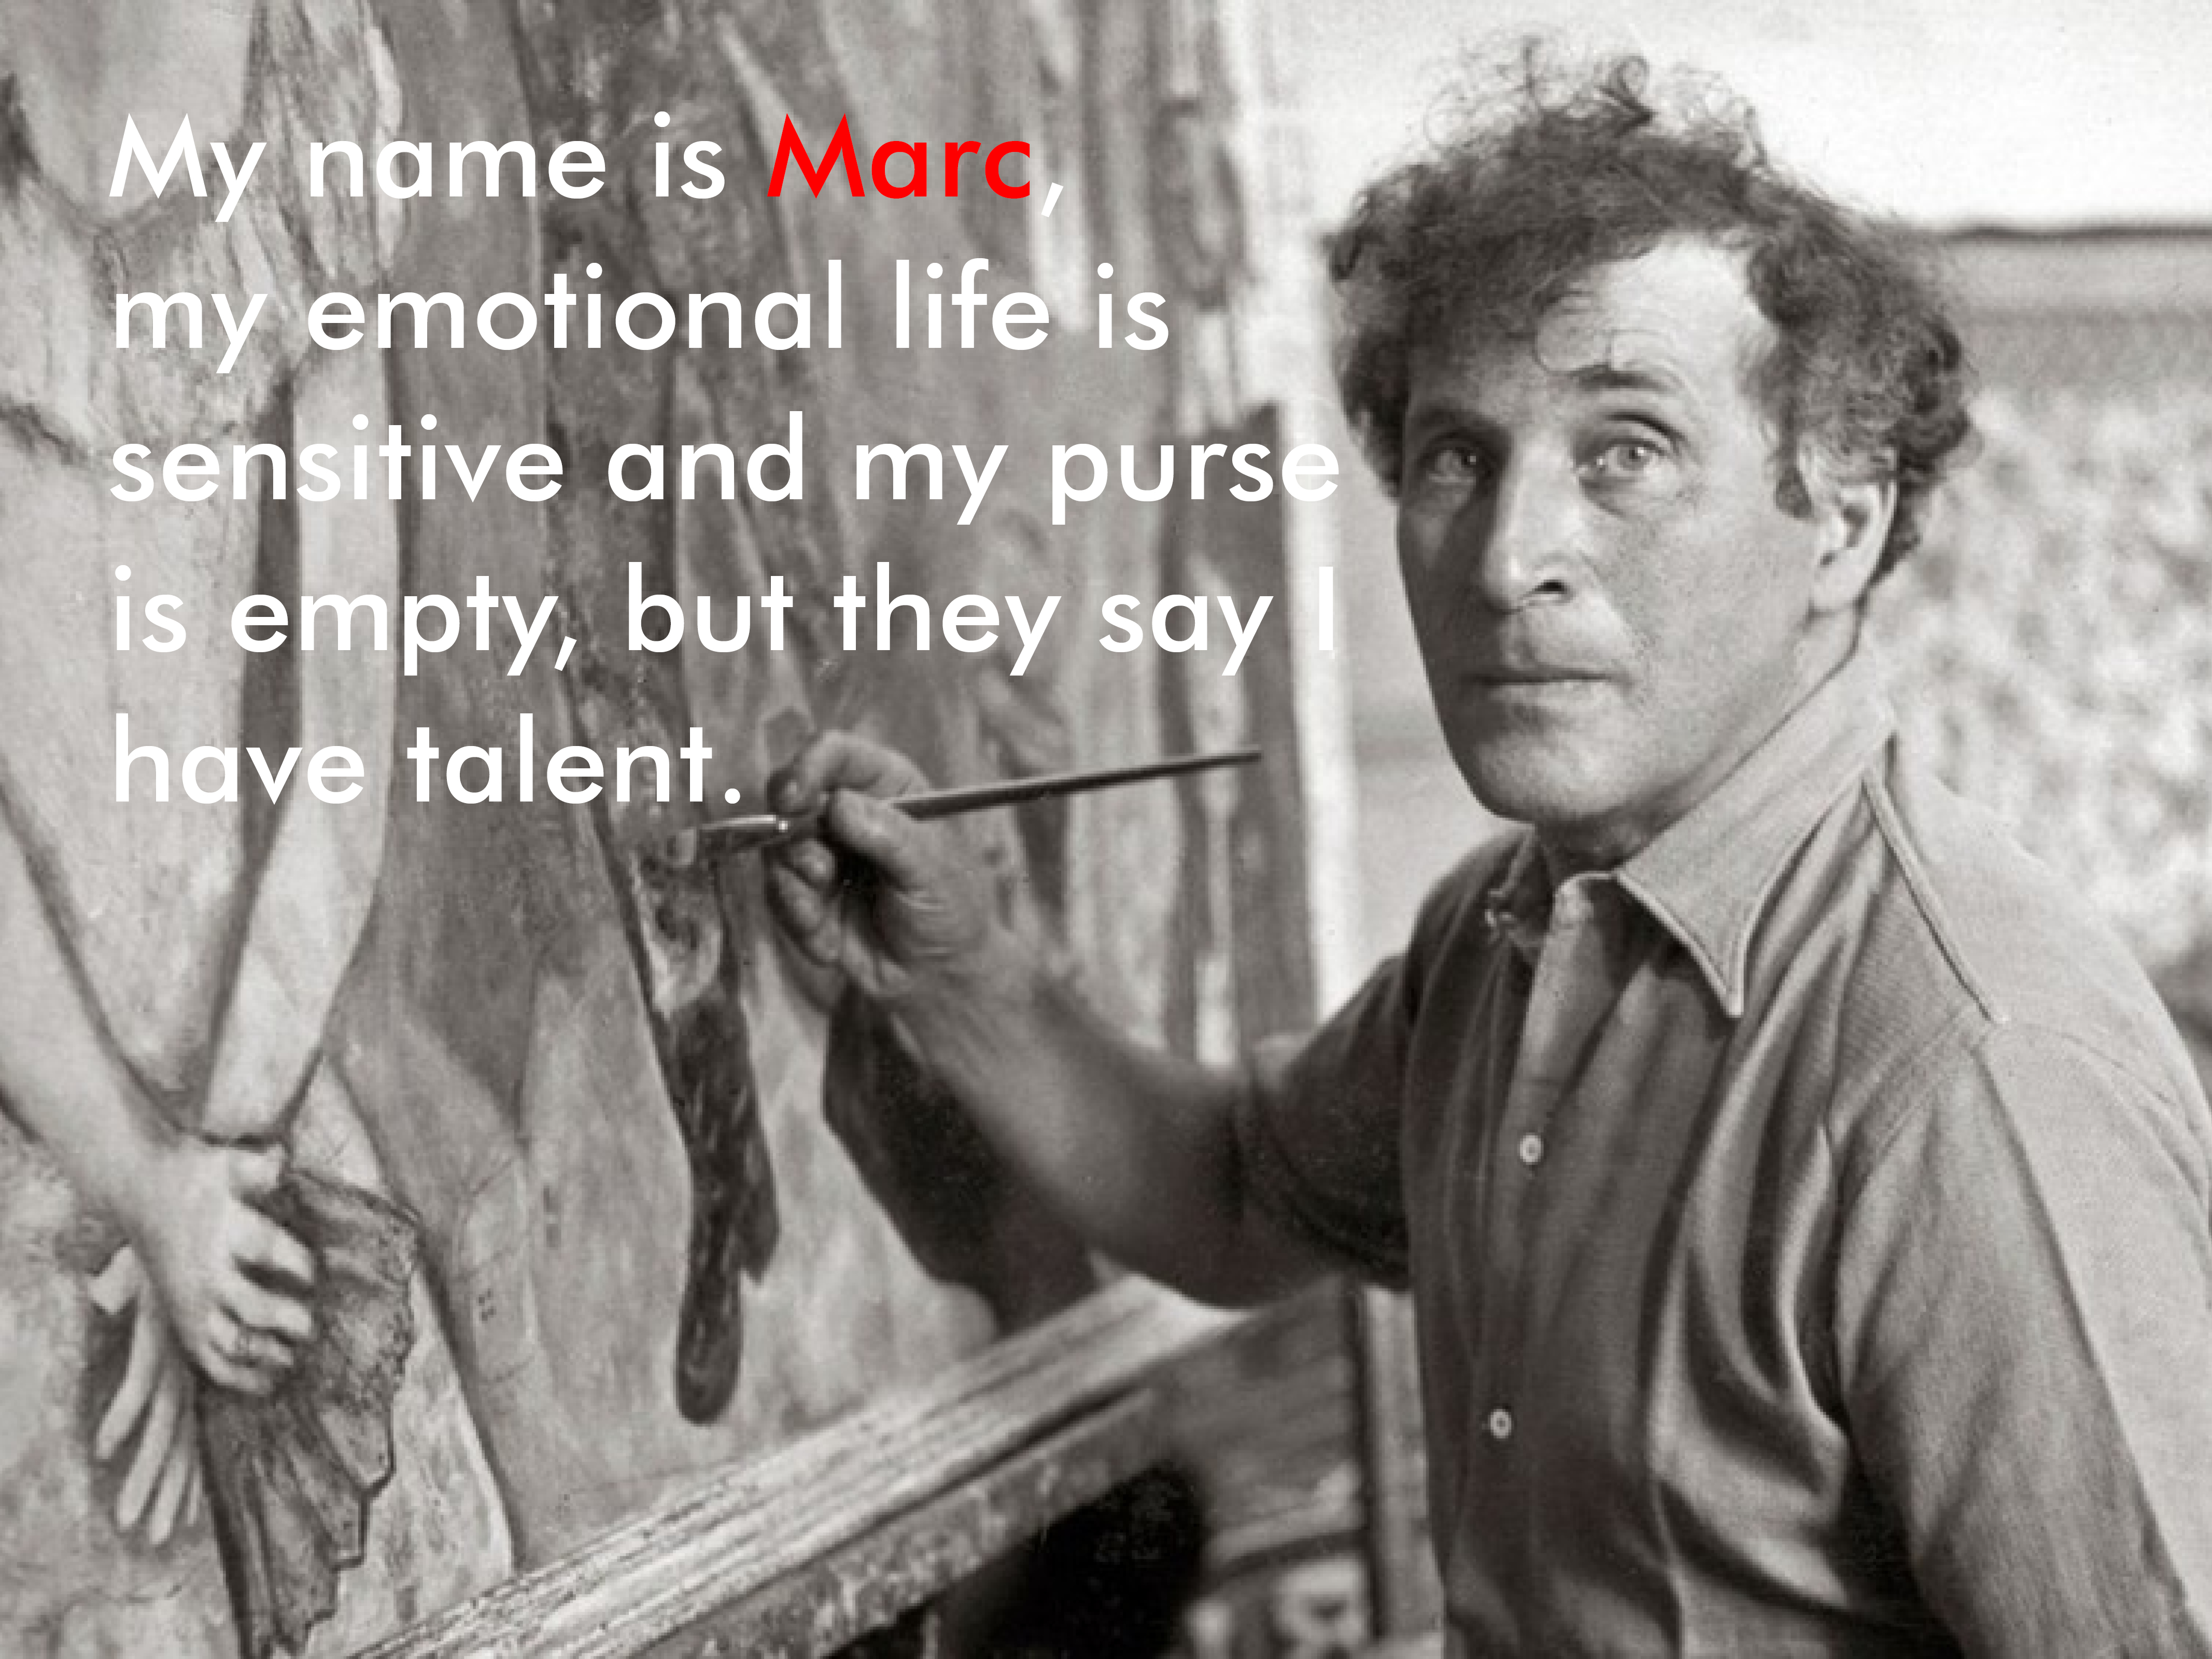 My name is Marc,
my emotional life is
sensitive and my purse
is empty, but they say I
have talent.